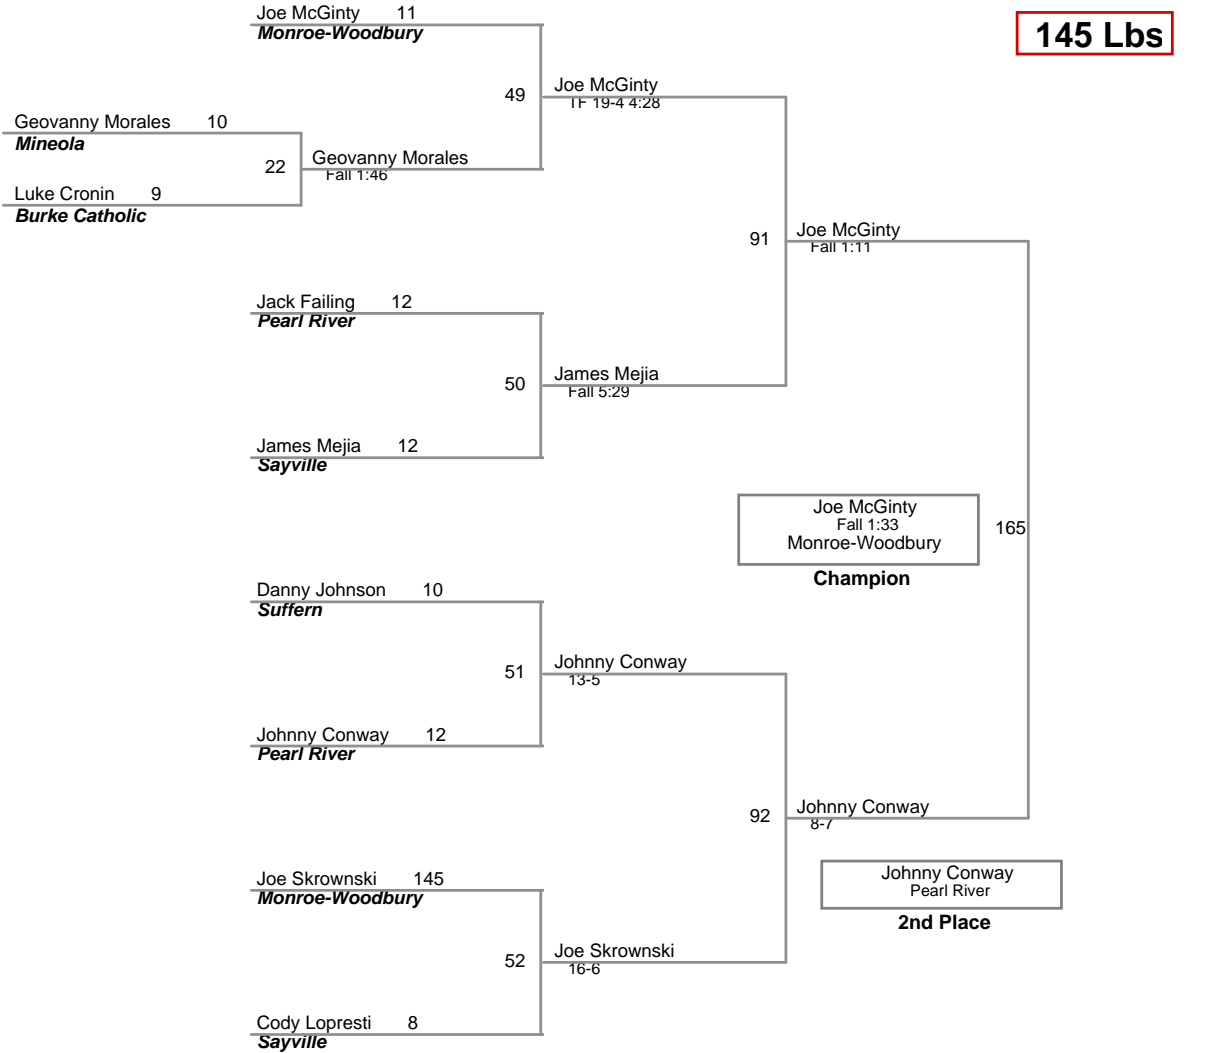 Joe McGinty 11
Monroe-Woodbury
145 Lbs
49
Joe McGinty
TF 19-4 4:28
Geovanny Morales 10
Mineola
22
Geovanny Morales
Fall 1:46
Luke Cronin 9
Burke Catholic
91
Joe McGinty
Fall 1:11
Jack Failing 12
Pearl River
50
James Mejia
Fall 5:29
James Mejia 12
Sayville
Joe McGinty
Fall 1:33
Monroe-Woodbury
Champion
165
Danny Johnson 10
Suffern
51
Johnny Conway
13-5
Johnny Conway 12
Pearl River
92
Johnny Conway
8-7
Joe Skrownski 145
Monroe-Woodbury
Johnny Conway
Pearl River
2nd Place
52
Joe Skrownski
16-6
Cody Lopresti 8
Sayville